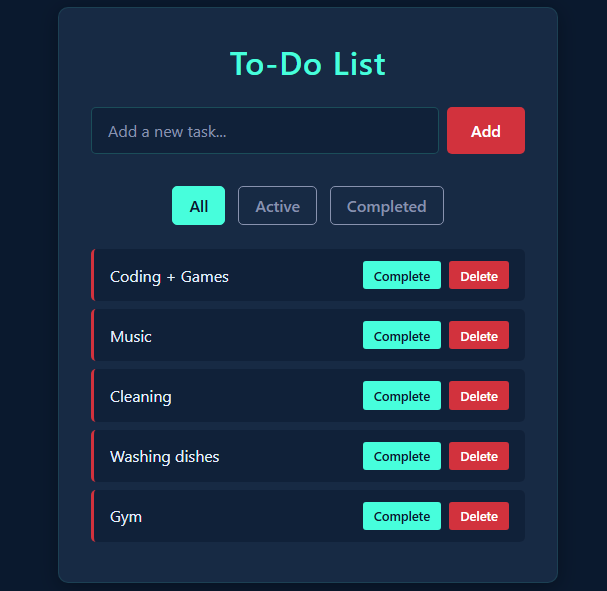 To-Do List
Add a new task... Add
All Active Completed
Coding + Games Complete Delete
Music Complete Delete
Cleaning Complete Delete
Washing dishes Complete Delete
Gym Complete Delete